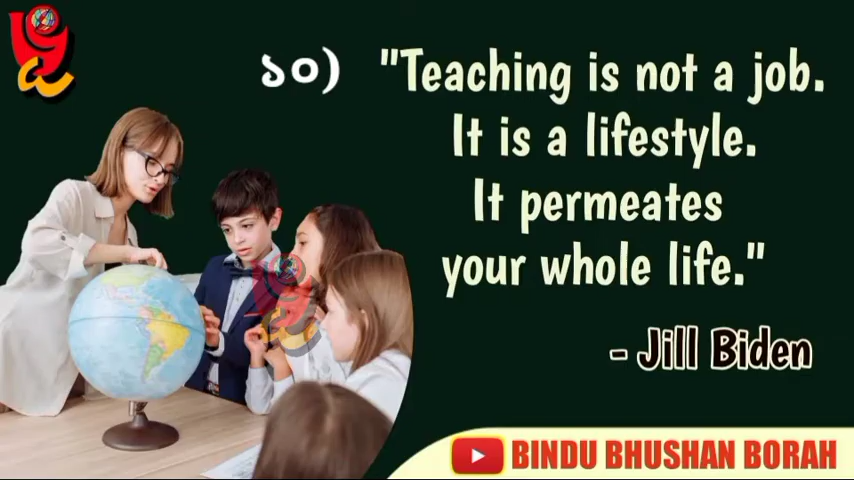 ১০) "Teaching is not a job.
It is a lifestyle.
It permeates
your whole life."
- Jill Biden
BINDU BHUSHAN BORAH